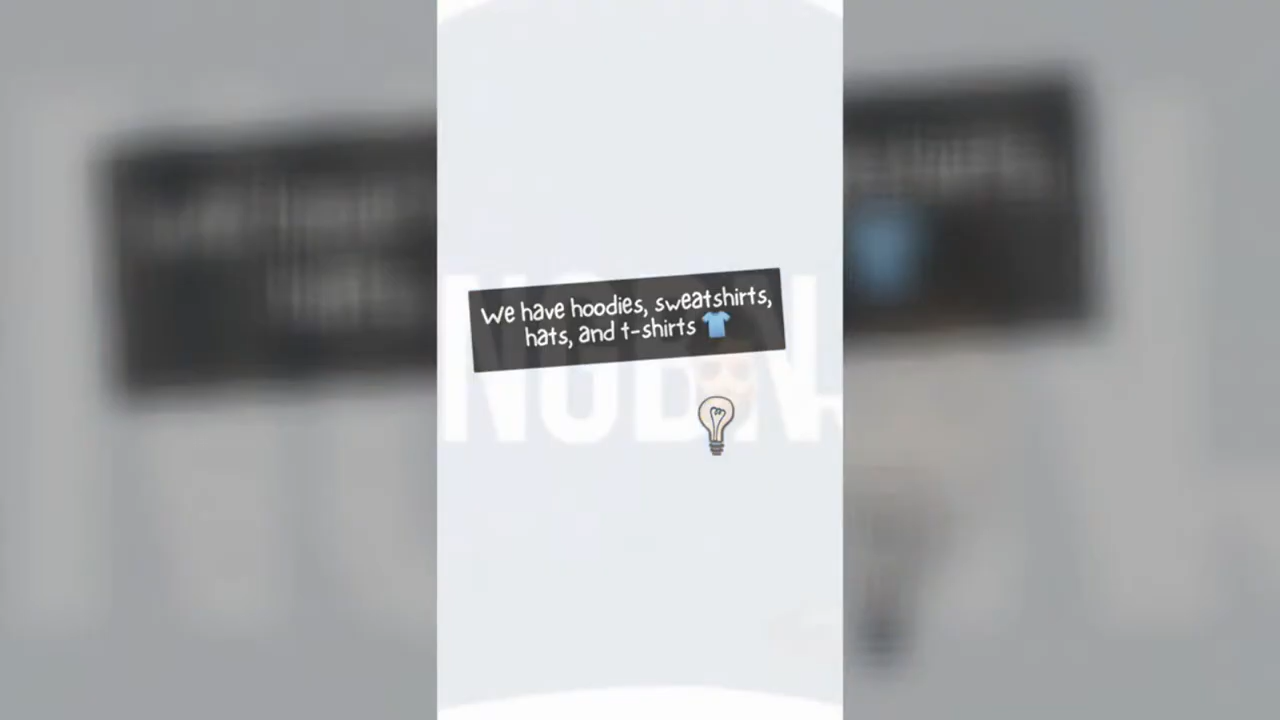 We have hoodies, sweatshirts,
hats, and t-shirts 👕